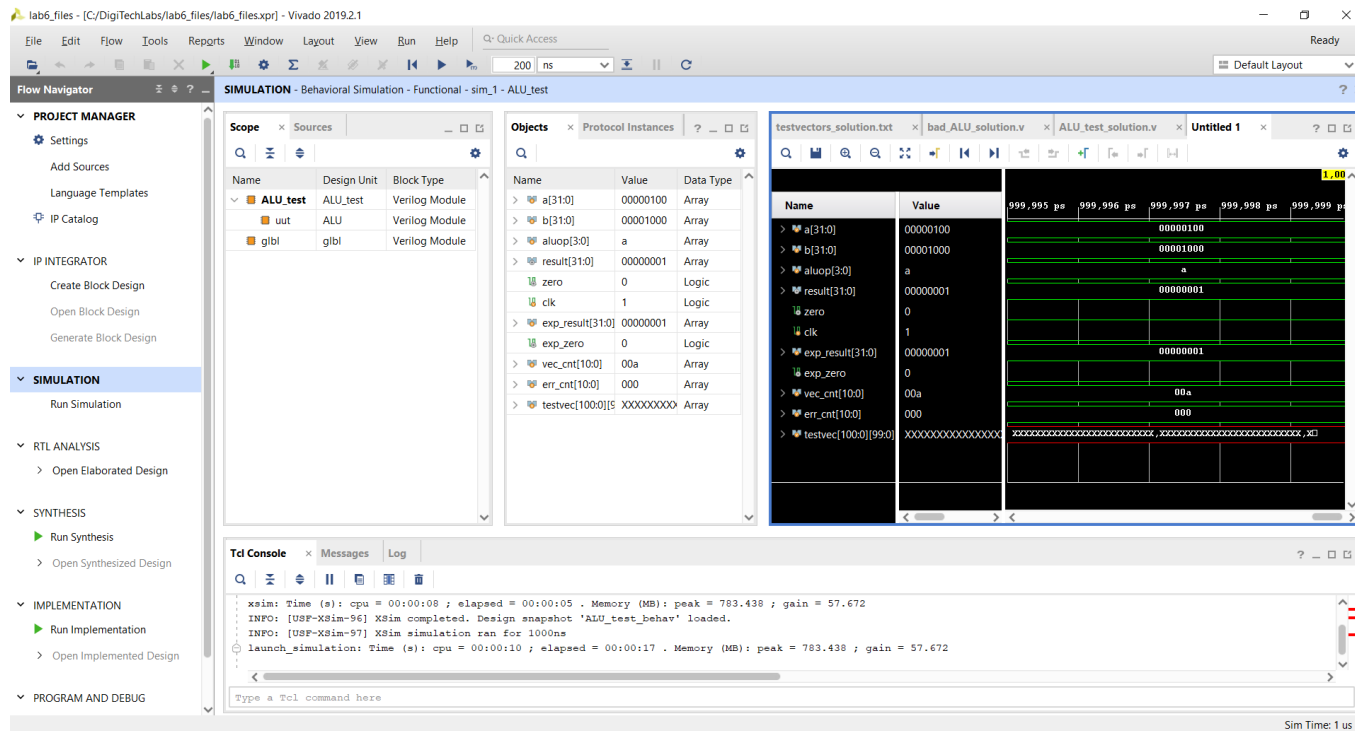 lab6_files - [C:/DigiTechLabs/lab6_files/lab6_files.xpr] - Vivado 2019.2.1
File Edit Flow Tools Reports Window Layout View Run Help Q- Quick Access Ready
200 ns Default Layout
Flow Navigator
SIMULATION - Behavioral Simulation - Functional - sim_1 - ALU_test
PROJECT MANAGER
Settings
Add Sources
Language Templates
IP Catalog
IP INTEGRATOR
Create Block Design
Open Block Design
Generate Block Design
SIMULATION
Run Simulation
RTL ANALYSIS
Open Elaborated Design
SYNTHESIS
Run Synthesis
Open Synthesized Design
IMPLEMENTATION
Run Implementation
Open Implemented Design
PROGRAM AND DEBUG
Scope Sources
Name Design Unit Block Type
ALU_test ALU_test Verilog Module
uut ALU Verilog Module
glbl glbl Verilog Module
Objects Protocol Instances
Name Value Data Type
a[31:0] 00000100 Array
b[31:0] 00001000 Array
aluop[3:0] a Array
result[31:0] 00000001 Array
zero 0 Logic
clk 1 Logic
exp_result[31:0] 00000001 Array
exp_zero 0 Logic
vec_cnt[10:0] 00a Array
err_cnt[10:0] 000 Array
testvec[100:0][9 XXXXXXXXX Array
testvectors_solution.txt bad_ALU_solution.v ALU_test_solution.v Untitled 1
1,00
Name Value 999,995 ps 999,996 ps 999,997 ps 999,998 ps 999,999 ps
a[31:0] 00000100 00000100
b[31:0] 00001000 00001000
aluop[3:0] a a
result[31:0] 00000001 00000001
zero 0
clk 1
exp_result[31:0] 00000001 00000001
exp_zero 0
vec_cnt[10:0] 00a 00a
err_cnt[10:0] 000 000
testvec[100:0][99:0]
Tcl Console Messages Log
xsim: Time (s): cpu = 00:00:08 ; elapsed = 00:00:05 . Memory (MB): peak = 783.438 ; gain = 57.672
INFO: [USF-XSim-96] XSim completed. Design snapshot 'ALU_test_behav' loaded.
INFO: [USF-XSim-97] XSim simulation ran for 1000ns
launch_simulation: Time (s): cpu = 00:00:10 ; elapsed = 00:00:17 . Memory (MB): peak = 783.438 ; gain = 57.672
Type a Tcl command here
Sim Time: 1 us